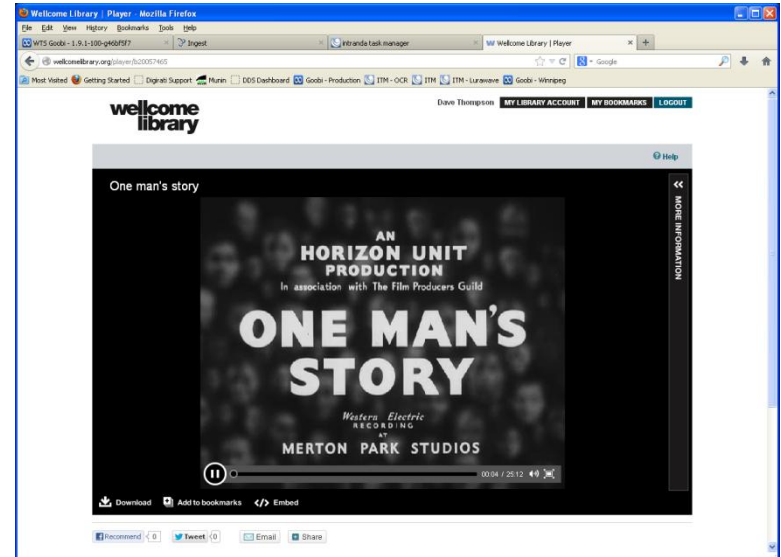 Wellcome Library | Player - Mozilla Firefox
File Edit View History Bookmarks Tools Help
WTS Goobi - 1.9.1-100-g46bf5f7
Ingest
intranda task manager
Wellcome Library | Player
wellcomelibrary.org/player/b20057465
Google
Most Visited Getting Started Digirati Support Munin DDS Dashboard Goobi - Production ITM - OCR ITM ITM - Lurawave Goobi - Winnipeg
wellcome
library
Dave Thompson MY LIBRARY ACCOUNT MY BOOKMARKS LOGOUT
Help
One man's story
MORE INFORMATION
AN
HORIZON UNIT
PRODUCTION
In association with The Film Producers Guild
ONE MAN'S
STORY
Western Electric
RECORDING
AT
MERTON PARK STUDIOS
00:04 / 25:12
Download Add to bookmarks </> Embed
Recommend 0 Tweet 0 Email Share